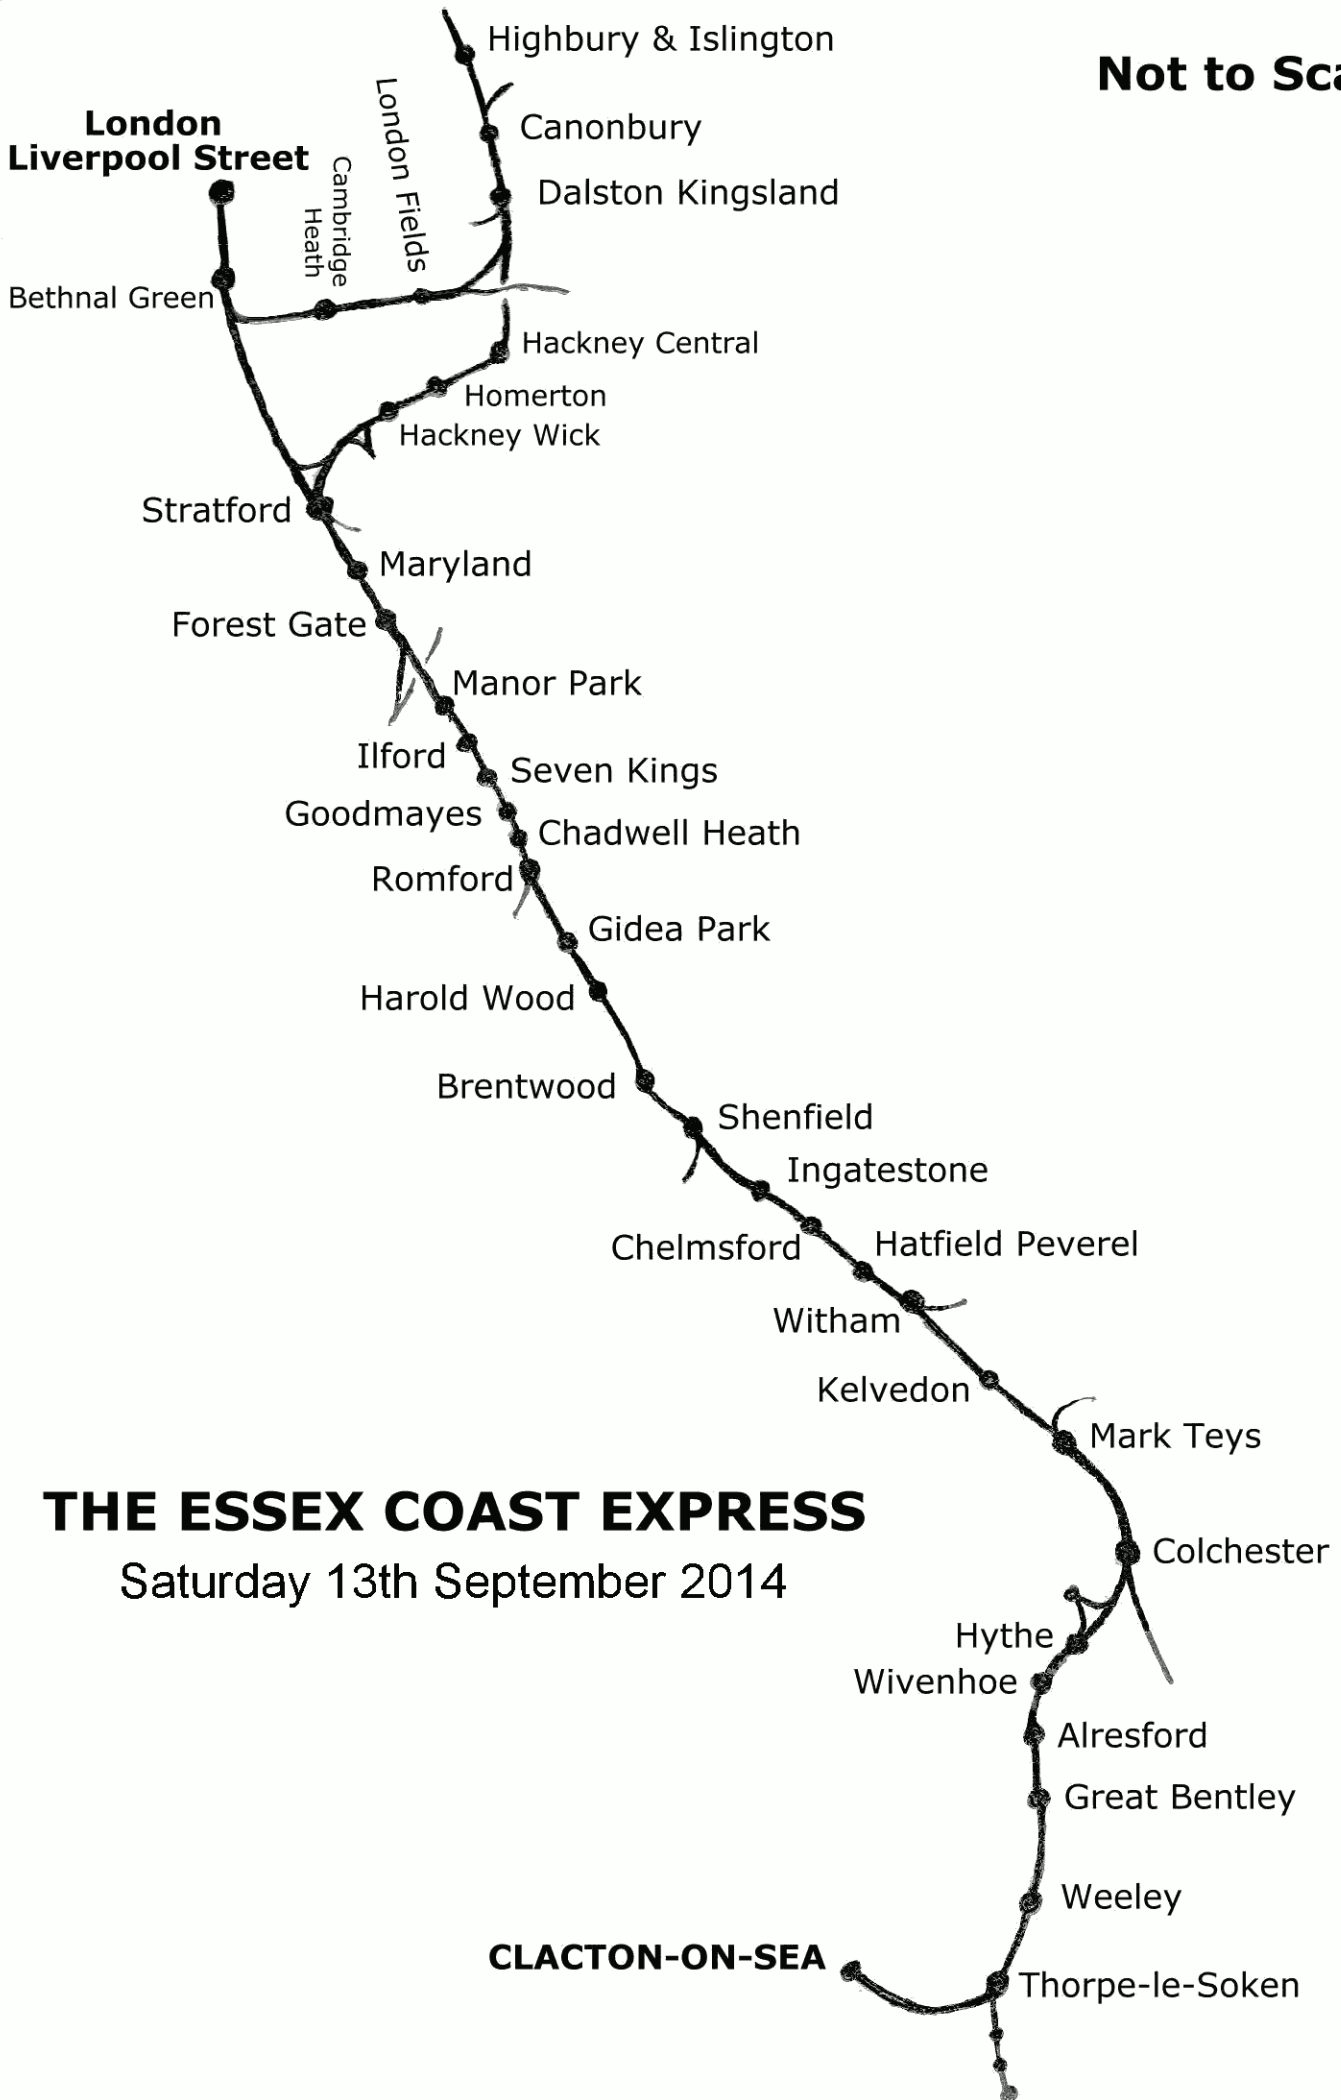 Highbury & Islington
Not to Sca
London Fields
London
Liverpool Street
Canonbury
Cambridge
Heath
Dalston Kingsland
Bethnal Green
Hackney Central
Homerton
Hackney Wick
Stratford
Maryland
Forest Gate
Manor Park
Ilford
Seven Kings
Goodmayes
Chadwell Heath
Romford
Gidea Park
Harold Wood
Brentwood
Shenfield
Ingatestone
Chelmsford
Hatfield Peverel
Witham
Kelvedon
Mark Teys
THE ESSEX COAST EXPRESS
Saturday 13th September 2014
Colchester
Hythe
Wivenhoe
Alresford
Great Bentley
Weeley
CLACTON-ON-SEA
Thorpe-le-Soken